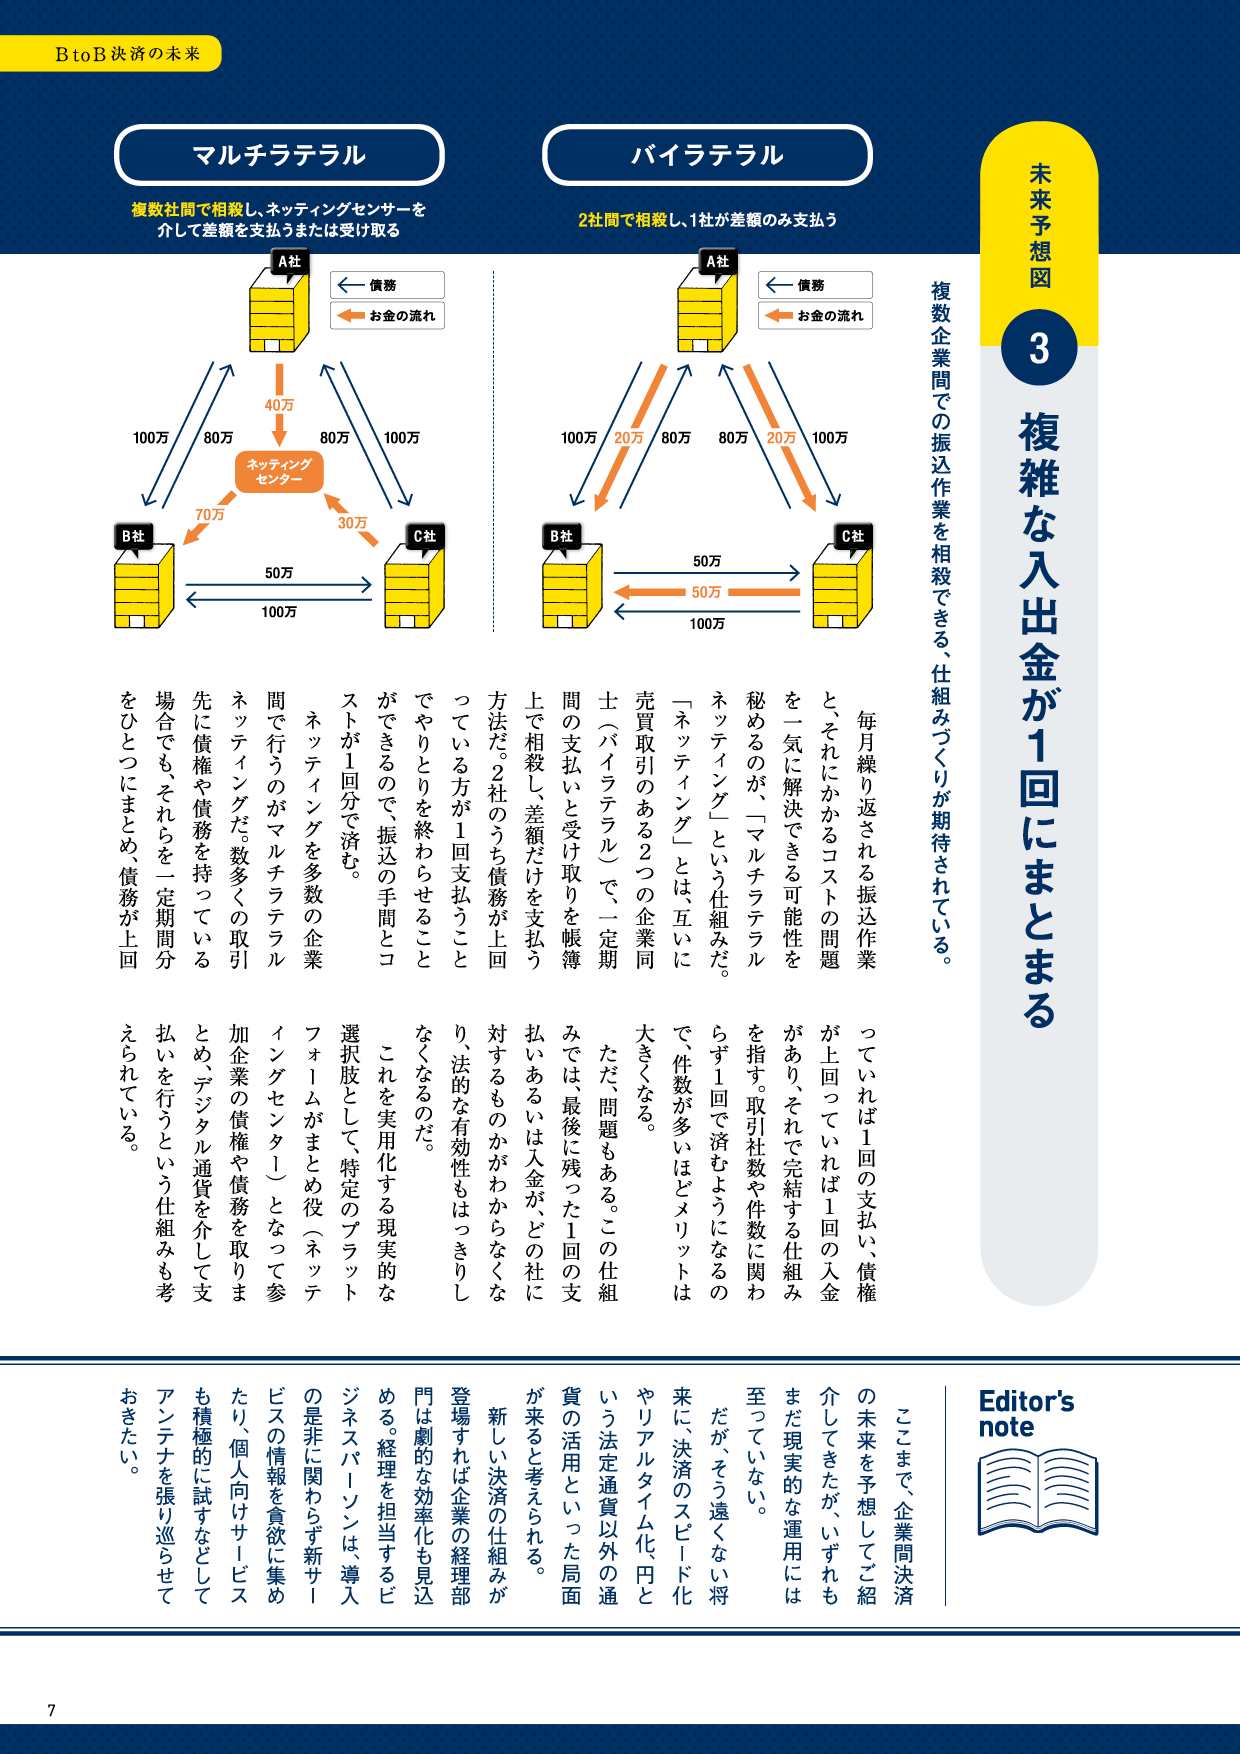 BtoB決済の未来
未来予想図
3
複雑な入出金が1回にまとまる
複数企業間での振込作業を相殺できる、仕組みづくりが期待されている。
バイラテラル
2社間で相殺し、1社が差額のみ支払う
A社
債務
お金の流れ
100万
20万
80万
80万
20万
100万
B社
C社
50万
50万
100万
マルチラテラル
複数社間で相殺し、ネッティングセンサーを
介して差額を支払うまたは受け取る
A社
債務
お金の流れ
40万
100万
80万
80万
100万
ネッティング
センター
70万
30万
B社
C社
50万
100万
毎月繰り返される振込作業
と、それにかかるコストの問題
を一気に解決できる可能性を
秘めるのが、「マルチラテラル
ネッティング」という仕組みだ。
「ネッティング」とは、互いに
売買取引のある2つの企業同
士（バイラテラル）で、一定期
間の支払いと受け取りを帳簿
上で相殺し、差額だけを支払う
方法だ。2社のうち債務が上回
っている方が1回支払うこと
でやりとりを終わらせること
ができるので、振込の手間とコ
ストが1回分で済む。
ネッティングを多数の企業
間で行うのがマルチラテラル
ネッティングだ。数多くの取引
先に債権や債務を持っている
場合でも、それらを一定期間分
をひとつにまとめ、債務が上回
っていれば1回の支払い、債権
が上回っていれば1回の入金
があり、それで完結する仕組み
を指す。取引社数や件数に関わ
らず1回で済むようになるの
で、件数が多いほどメリットは
大きくなる。
ただ、問題もある。この仕組
みでは、最後に残った1回の支
払いあるいは入金が、どの社に
対するものかがわからなくな
り、法的な有効性もはっきりし
なくなるのだ。
これを実用化する現実的な
選択肢として、特定のプラット
フォームがまとめ役（ネッテ
ィングセンター）となって参
加企業の債権や債務を取りま
とめ、デジタル通貨を介して支
払いを行うという仕組みも考
えられている。
Editor's
note
ここまで、企業間決済
の未来を予想してご紹
介してきたが、いずれも
まだ現実的な運用には
至っていない。
だが、そう遠くない将
来に、決済のスピード化
やリアルタイム化、円と
いう法定通貨以外の通
貨の活用といった局面
が来ると考えられる。
新しい決済の仕組みが
登場すれば企業の経理部
門は劇的な効率化も見込
める。経理を担当するビ
ジネスパーソンは、導入
の是非に関わらず新サー
ビスの情報を貪欲に集め
たり、個人向けサービス
も積極的に試すなどして
アンテナを張り巡らせて
おきたい。
7